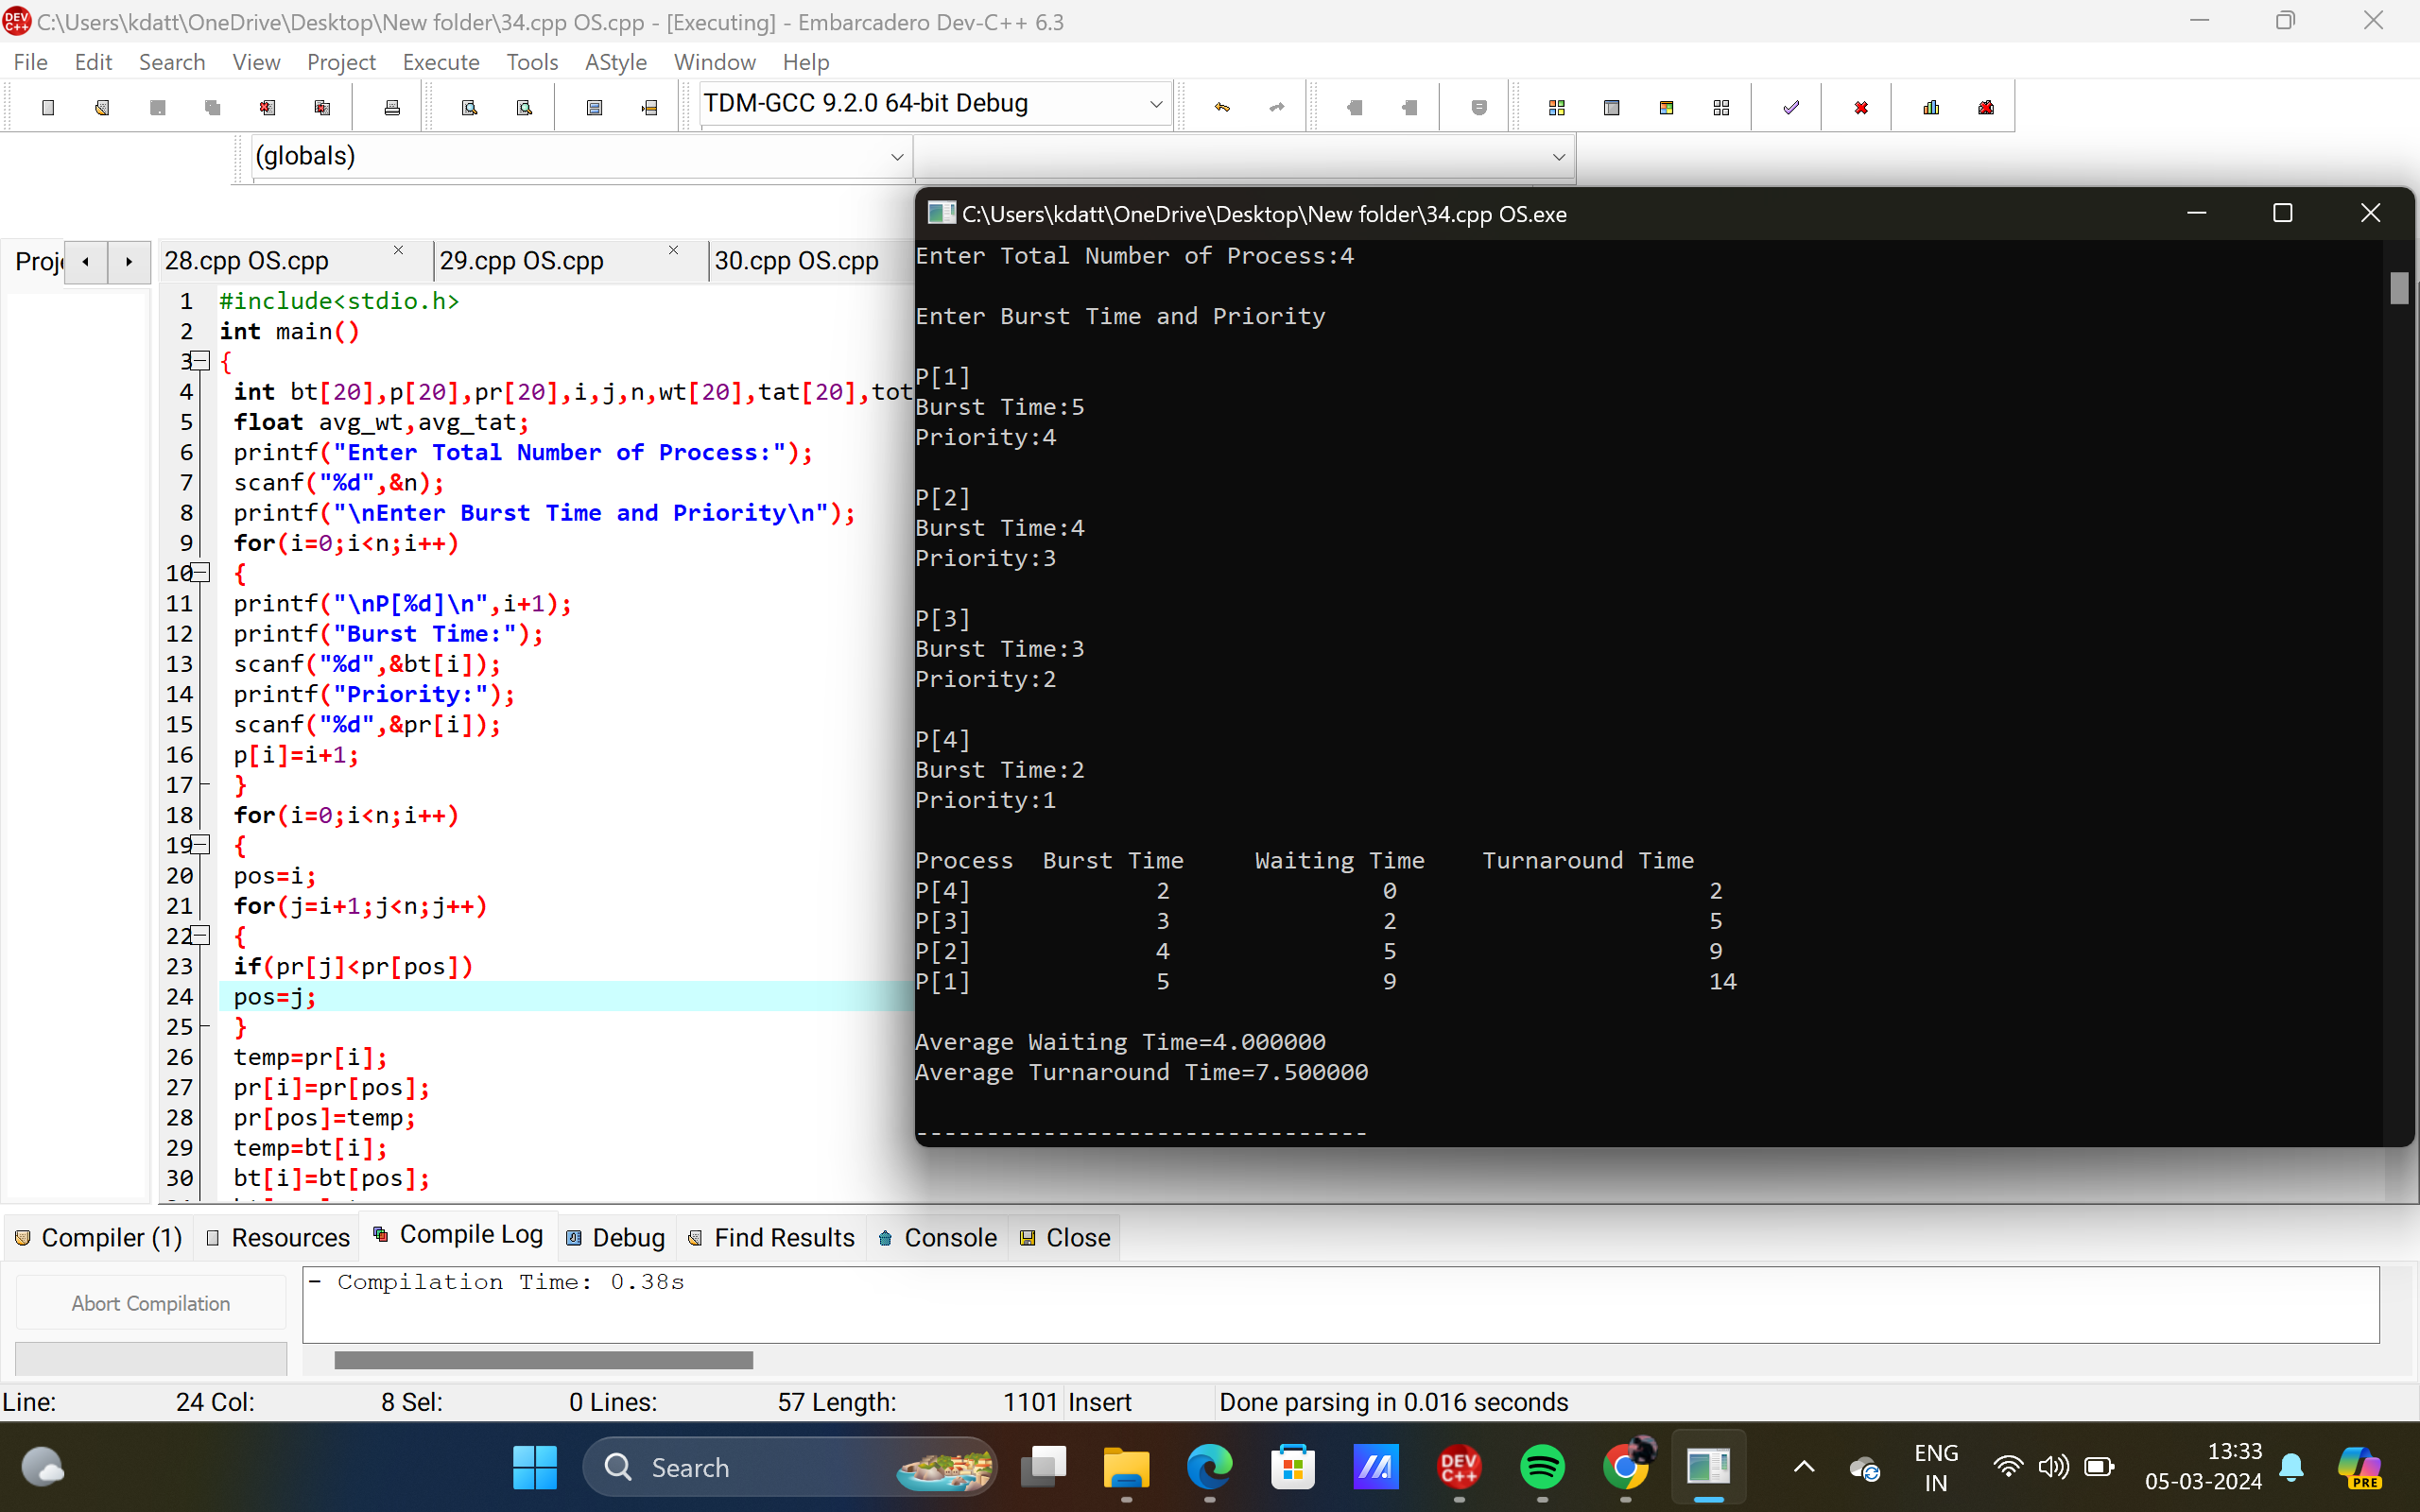 C:\Users\kdatt\OneDrive\Desktop\New folder\34.cpp OS.cpp - [Executing] - Embarcadero Dev-C++ 6.3
File Edit Search View Project Execute Tools AStyle Window Help
TDM-GCC 9.2.0 64-bit Debug
(globals)
28.cpp OS.cpp 29.cpp OS.cpp 30.cpp OS.cpp
1 #include<stdio.h>
2 int main()
3 {
4 int bt[20],p[20],pr[20],i,j,n,wt[20],tat[20],tot
5 float avg_wt,avg_tat;
6 printf("Enter Total Number of Process:");
7 scanf("%d",&n);
8 printf("\nEnter Burst Time and Priority\n");
9 for(i=0;i<n;i++)
10 {
11 printf("\nP[%d]\n",i+1);
12 printf("Burst Time:");
13 scanf("%d",&bt[i]);
14 printf("Priority:");
15 scanf("%d",&pr[i]);
16 p[i]=i+1;
17 }
18 for(i=0;i<n;i++)
19 {
20 pos=i;
21 for(j=i+1;j<n;j++)
22 {
23 if(pr[j]<pr[pos])
24 pos=j;
25 }
26 temp=pr[i];
27 pr[i]=pr[pos];
28 pr[pos]=temp;
29 temp=bt[i];
30 bt[i]=bt[pos];
C:\Users\kdatt\OneDrive\Desktop\New folder\34.cpp OS.exe
Enter Total Number of Process:4
Enter Burst Time and Priority
P[1]
Burst Time:5
Priority:4
P[2]
Burst Time:4
Priority:3
P[3]
Burst Time:3
Priority:2
P[4]
Burst Time:2
Priority:1
Process Burst Time Waiting Time Turnaround Time
P[4] 2 0 2
P[3] 3 2 5
P[2] 4 5 9
P[1] 5 9 14
Average Waiting Time=4.000000
Average Turnaround Time=7.500000
--------------------------------
Compiler (1) Resources Compile Log Debug Find Results Console Close
Abort Compilation
- Compilation Time: 0.38s
Line: 24 Col: 8 Sel: 0 Lines: 57 Length: 1101 Insert Done parsing in 0.016 seconds
Search
DEV C++
ENG
IN
13:33
05-03-2024
PRE